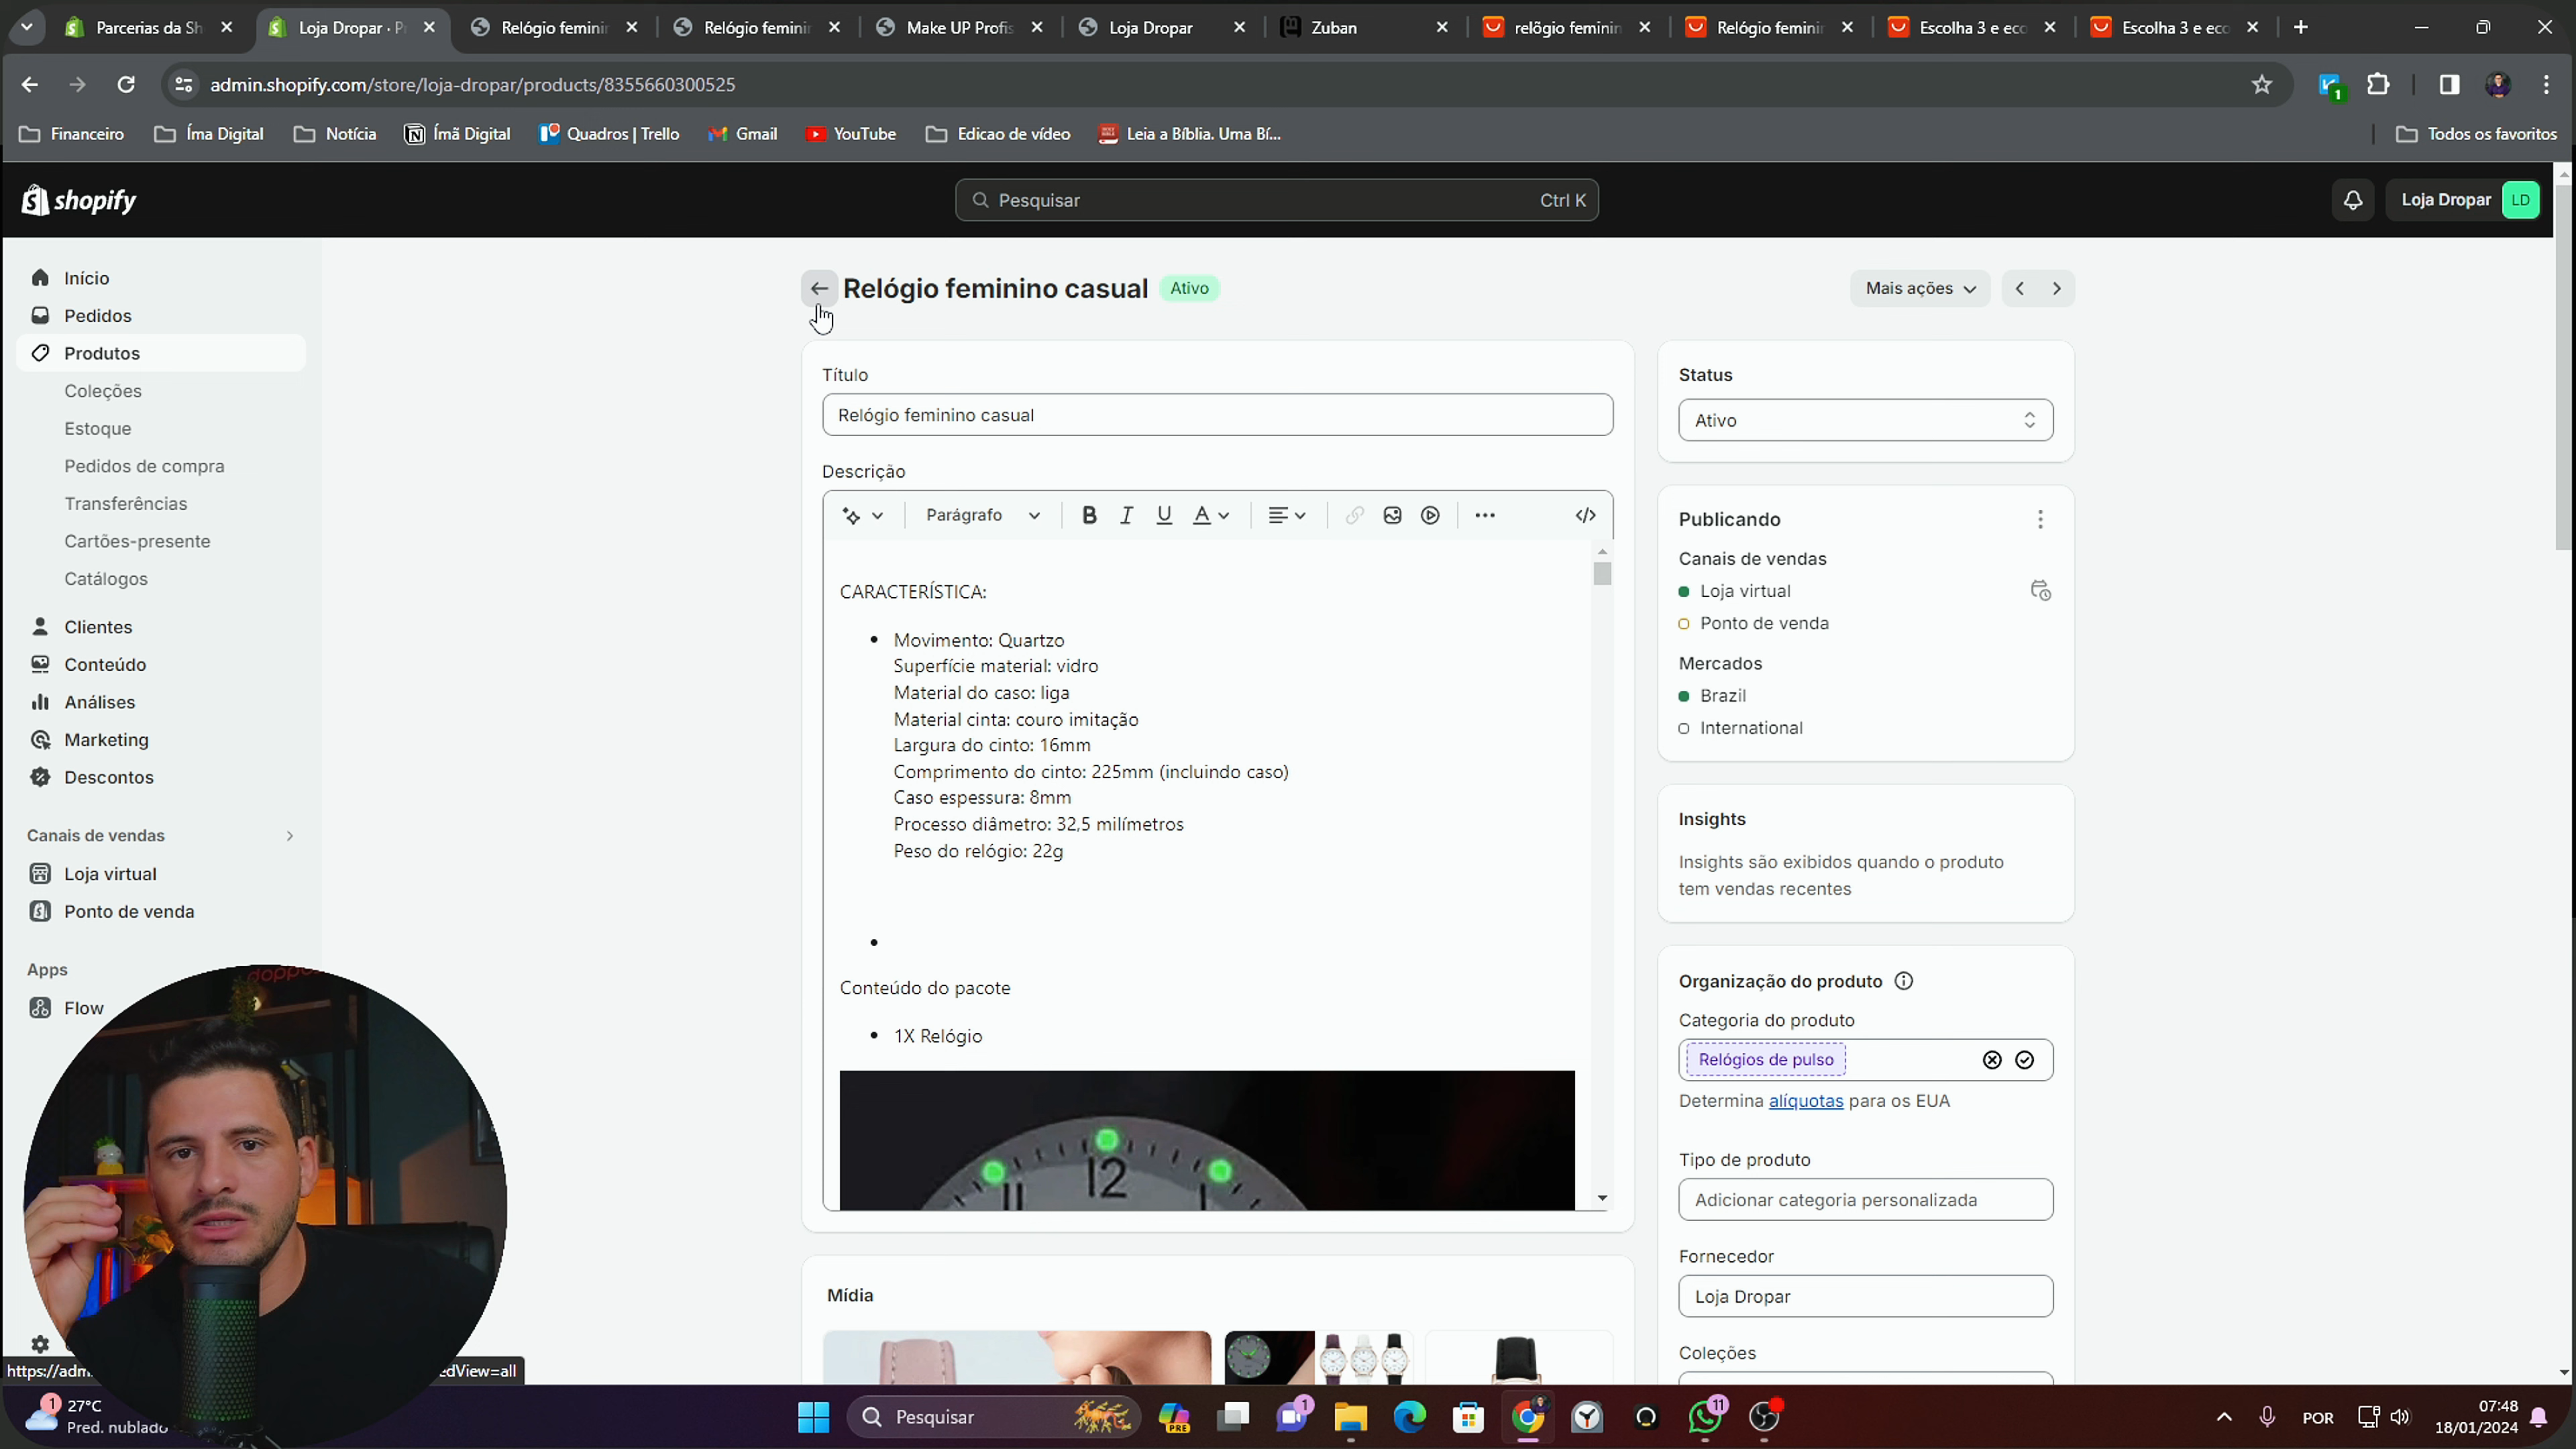 Parcerias da Sh
Loja Dropar · P
Relógio feminin
Relógio feminin
Make UP Profis
Loja Dropar
Zuban
relógio feminin
Relógio feminin
Escolha 3 e eco
Escolha 3 e eco
admin.shopify.com/store/loja-dropar/products/8355660300525
1
Financeiro
Íma Digital
Notícia
Ímã Digital
Quadros | Trello
Gmail
YouTube
Edicao de vídeo
Leia a Bíblia. Uma Bí...
Todos os favoritos
shopify
Pesquisar
Ctrl K
Loja Dropar
LD
Início
Pedidos
Produtos
Coleções
Estoque
Pedidos de compra
Transferências
Cartões-presente
Catálogos
Clientes
Conteúdo
Análises
Marketing
Descontos
Canais de vendas
Loja virtual
Ponto de venda
Apps
Flow
Relógio feminino casual
Ativo
Mais ações
Título
Relógio feminino casual
Descrição
Parágrafo
B I U A
CARACTERÍSTICA:
• Movimento: Quartzo
Superfície material: vidro
Material do caso: liga
Material cinta: couro imitação
Largura do cinto: 16mm
Comprimento do cinto: 225mm (incluindo caso)
Caso espessura: 8mm
Processo diâmetro: 32,5 milímetros
Peso do relógio: 22g
•
Conteúdo do pacote
• 1X Relógio
12
Mídia
Status
Ativo
Publicando
Canais de vendas
Loja virtual
Ponto de venda
Mercados
Brazil
International
Insights
Insights são exibidos quando o produto
tem vendas recentes
Organização do produto
Categoria do produto
Relógios de pulso
Determina alíquotas para os EUA
Tipo de produto
Adicionar categoria personalizada
Fornecedor
Loja Dropar
Coleções
https://adm
edView=all
1
27°C
Pred. nublado
Pesquisar
PRE
1
11
POR
07:48
18/01/2024